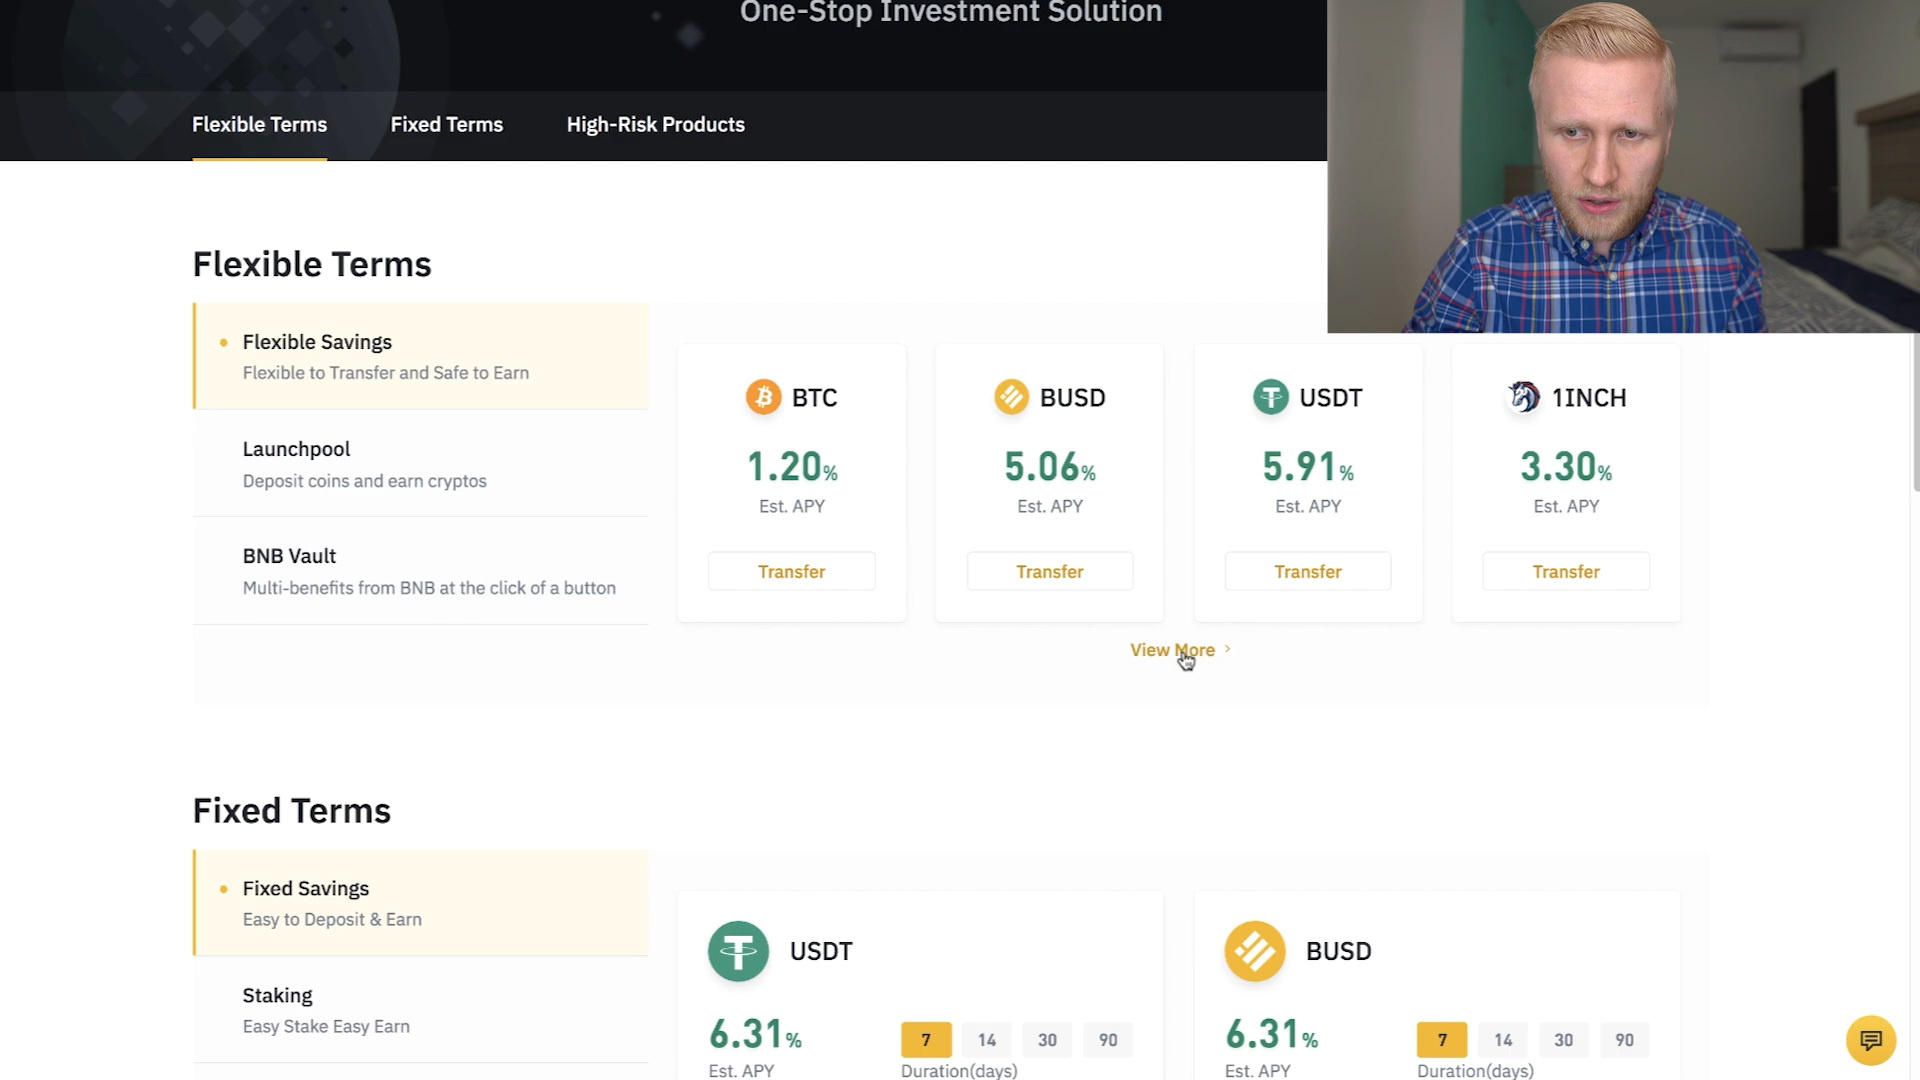 One-Stop Investment Solution
Flexible Terms Fixed Terms High-Risk Products
Flexible Terms
Flexible Savings
Flexible to Transfer and Safe to Earn
Launchpool
Deposit coins and earn cryptos
BNB Vault
Multi-benefits from BNB at the click of a button
BTC
1.20%
Est. APY
Transfer
BUSD
5.06%
Est. APY
Transfer
USDT
5.91%
Est. APY
Transfer
1INCH
3.30%
Est. APY
Transfer
View More >
Fixed Terms
Fixed Savings
Easy to Deposit & Earn
Staking
Easy Stake Easy Earn
USDT
6.31%
Est. APY
7 14 30 90
Duration(days)
BUSD
6.31%
Est. APY
7 14 30 90
Duration(days)